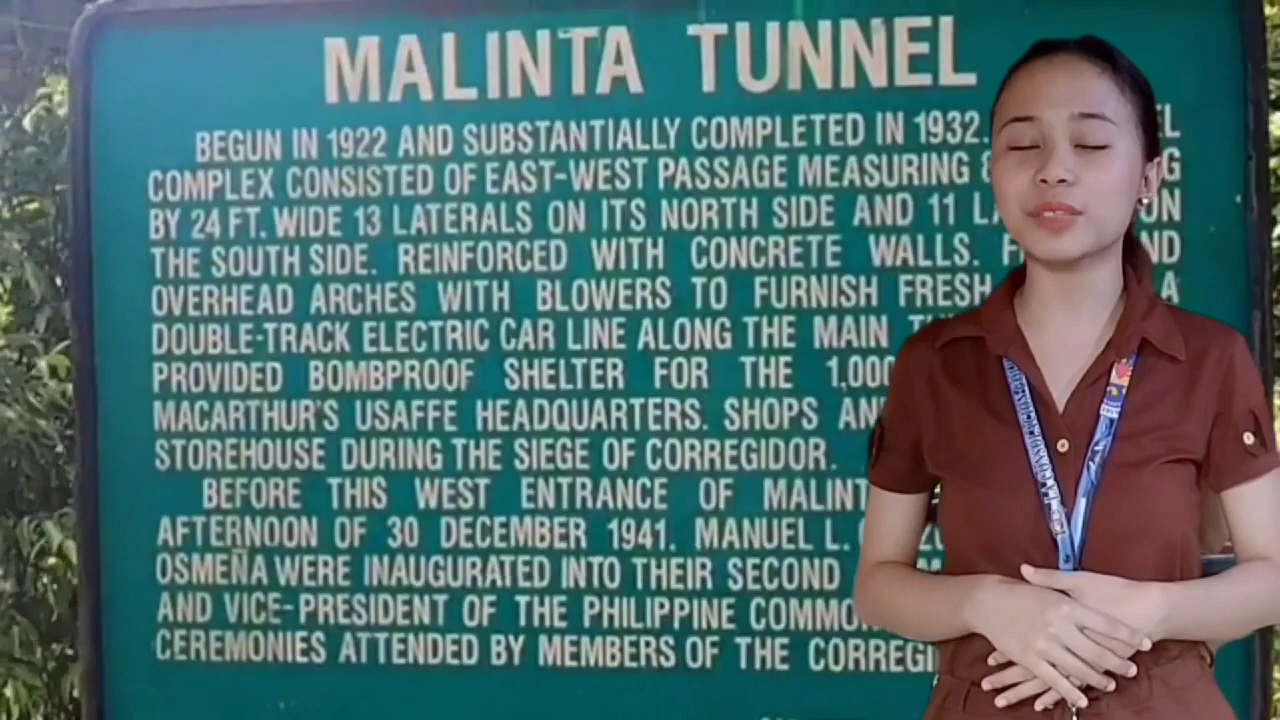 MALINTA TUNNEL
BEGUN IN 1922 AND SUBSTANTIALLY COMPLETED IN 1932.
COMPLEX CONSISTED OF EAST-WEST PASSAGE MEASURING
BY 24 FT. WIDE 13 LATERALS ON ITS NORTH SIDE AND 11 ON
THE SOUTH SIDE. REINFORCED WITH CONCRETE WALLS.
OVERHEAD ARCHES WITH BLOWERS TO FURNISH FRESH A
DOUBLE-TRACK ELECTRIC CAR LINE ALONG THE MAIN
PROVIDED BOMBPROOF SHELTER FOR THE
MACARTHUR'S USAFFE HEADQUARTERS. SHOPS
STOREHOUSE DURING THE SIEGE OF CORREGIDOR.
BEFORE THIS WEST ENTRANCE OF
AFTERNOON OF 30 DECEMBER 1941. MANUEL L.
OSMEÑA WERE INAUGURATED INTO THEIR SECOND
AND VICE-PRESIDENT OF THE PHILIPPINE
CEREMONIES ATTENDED BY MEMBERS OF THE